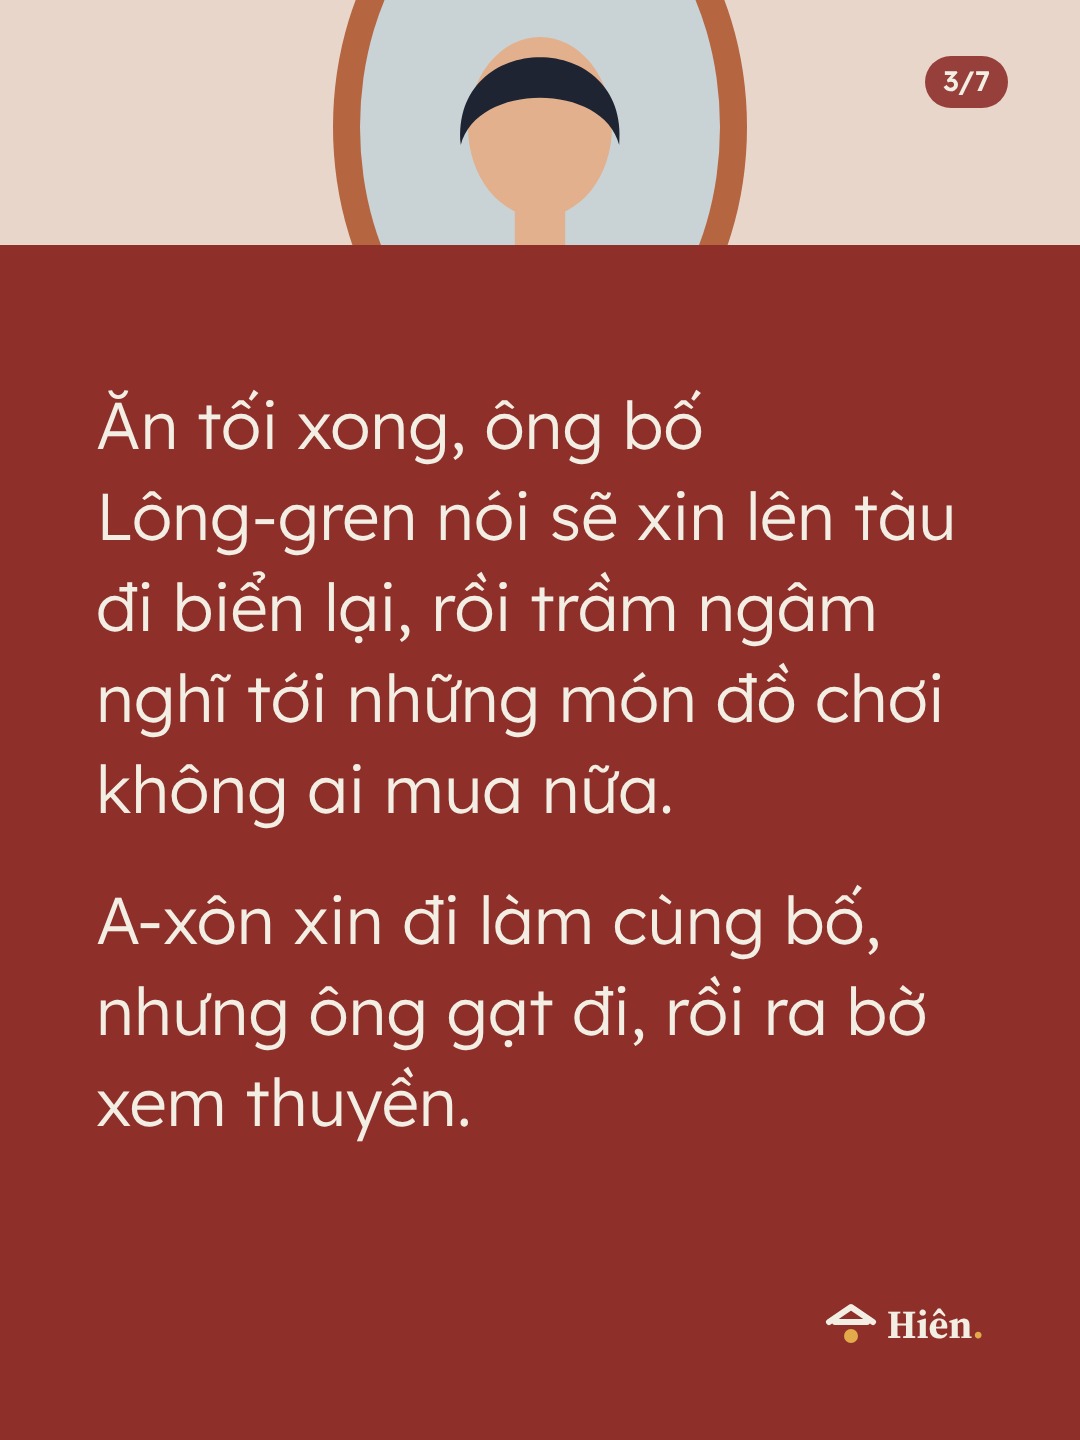 3/7
Ăn tối xong, ông bố
Lông-gren nói sẽ xin lên tàu
đi biển lại, rồi trầm ngâm
nghĩ tới những món đồ chơi
không ai mua nữa.
A-xôn xin đi làm cùng bố,
nhưng ông gạt đi, rồi ra bờ
xem thuyền.
Hiên.